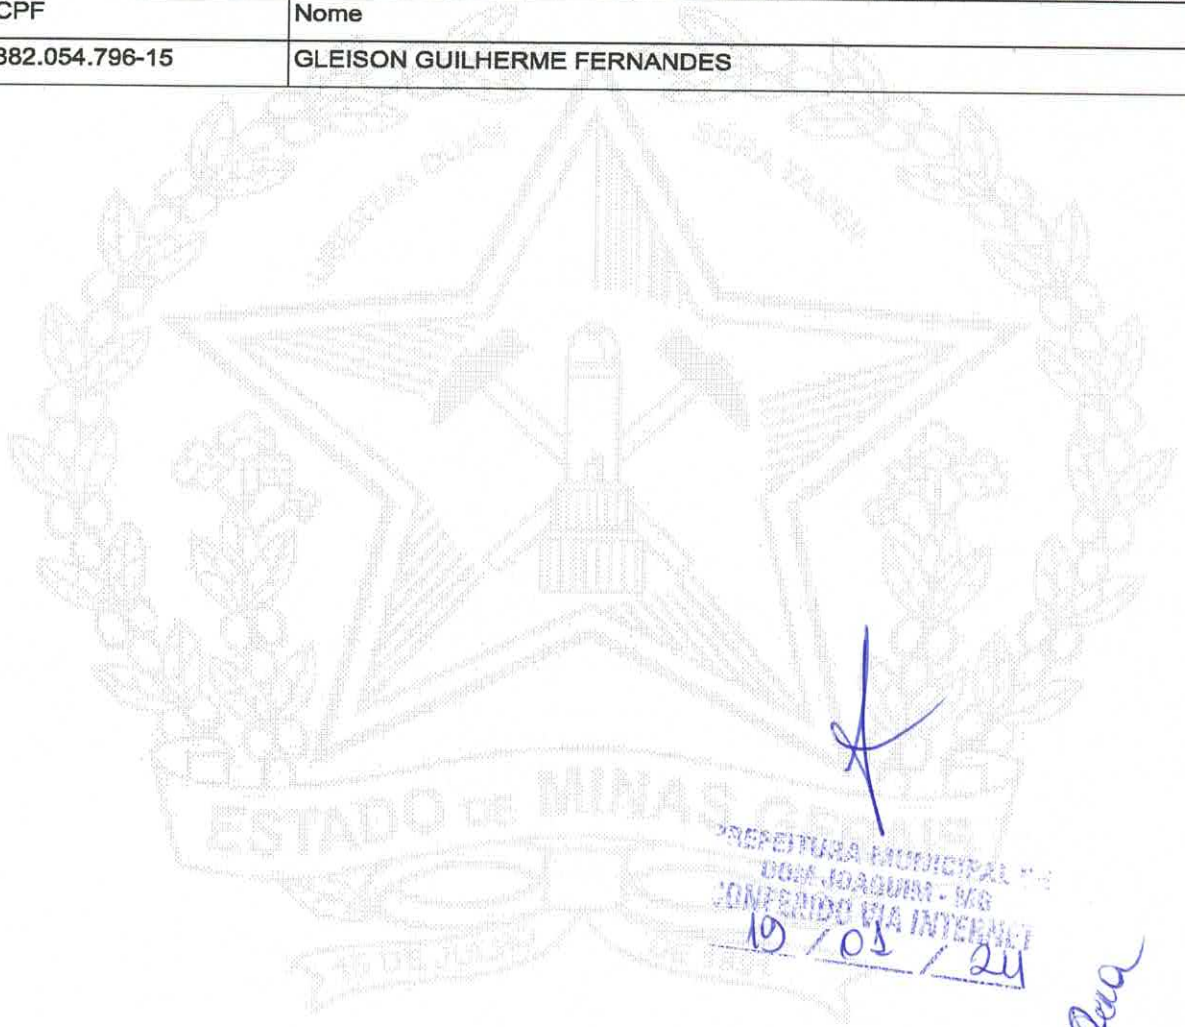 CPF Nome
382.054.796-15 GLEISON GUILHERME FERNANDES
ESTADO DE MINAS GERAIS
PREFEITURA MUNICIPAL
DOM JOAQUIM - MG
CONFERIDO VIA INTERNET
19 / 01 / 24